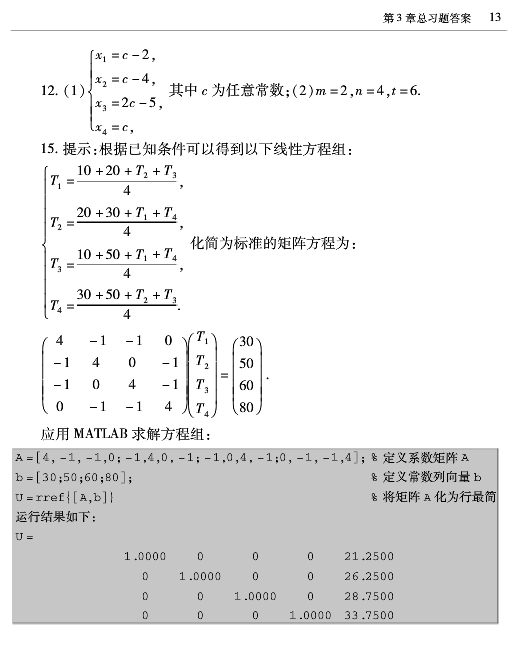 第 3 章总习题答案 13
12. (1) { x₁ = c - 2,
x₂ = c - 4,
x₃ = 2c - 5,
x₄ = c,
其中 c 为任意常数; (2) m = 2, n = 4, t = 6.
15. 提示:根据已知条件可以得到以下线性方程组:
T₁ = (10 + 20 + T₂ + T₃)/4,
T₂ = (20 + 30 + T₁ + T₄)/4,
T₃ = (10 + 50 + T₁ + T₄)/4,
T₄ = (30 + 50 + T₂ + T₃)/4.
化简为标准的矩阵方程为:
( 4 -1 -1 0 ) ( T₁ ) ( 30 )
( -1 4 0 -1 ) ( T₂ ) = ( 50 )
( -1 0 4 -1 ) ( T₃ ) ( 60 ) .
( 0 -1 -1 4 ) ( T₄ ) ( 80 )
应用 MATLAB 求解方程组:
A = [4, -1, -1,0; -1,4,0, -1; -1,0,4, -1;0, -1, -1,4]; % 定义系数矩阵 A
b = [30;50;60;80]; % 定义常数列向量 b
U = rref{[A,b]} % 将矩阵 A 化为行最简
运行结果如下:
U =
1.0000 0 0 0 21.2500
0 1.0000 0 0 26.2500
0 0 1.0000 0 28.7500
0 0 0 1.0000 33.7500